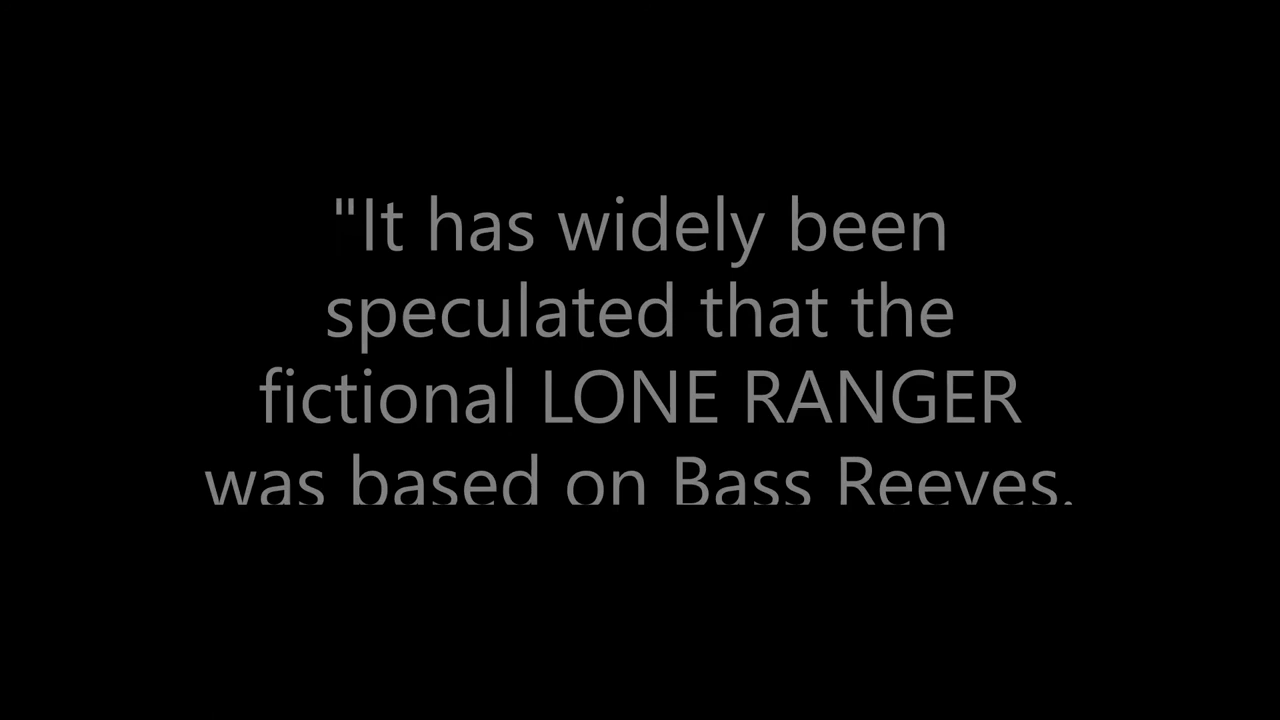 "It has widely been
speculated that the
fictional LONE RANGER
was based on Bass Reeves.